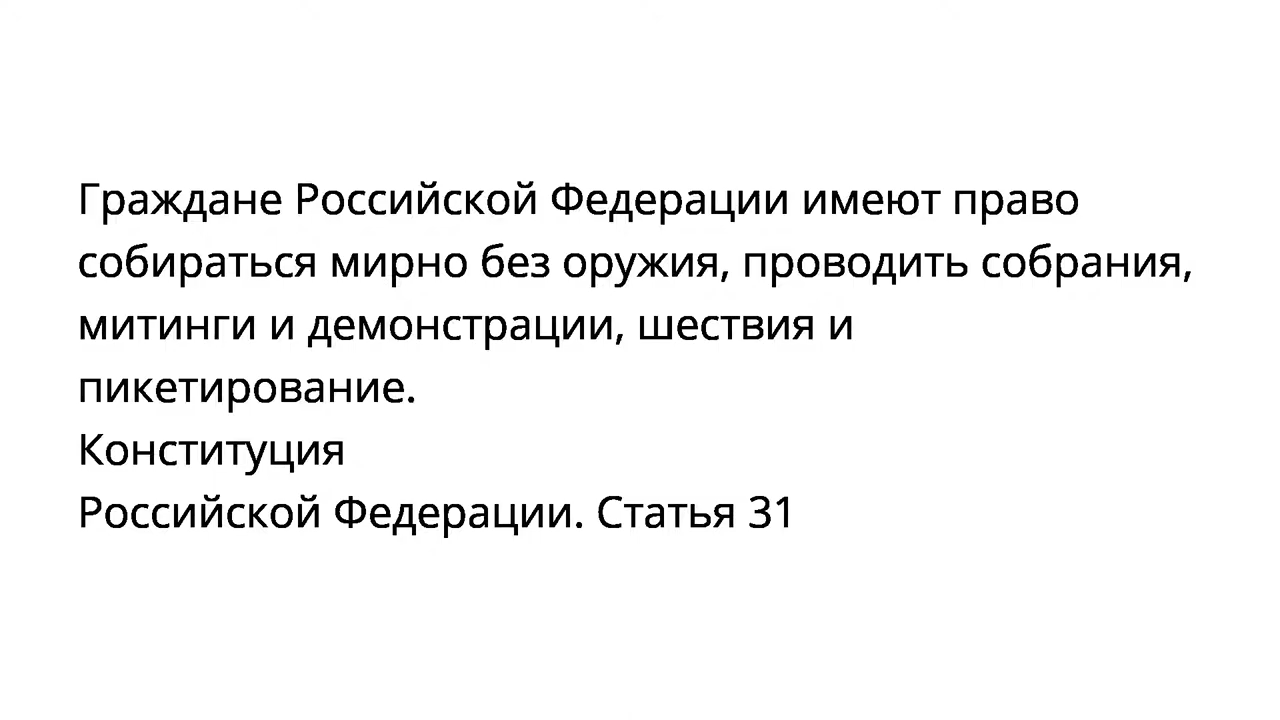 Граждане Российской Федерации имеют право
собираться мирно без оружия, проводить собрания,
митинги и демонстрации, шествия и
пикетирование.
Конституция
Российской Федерации. Статья 31